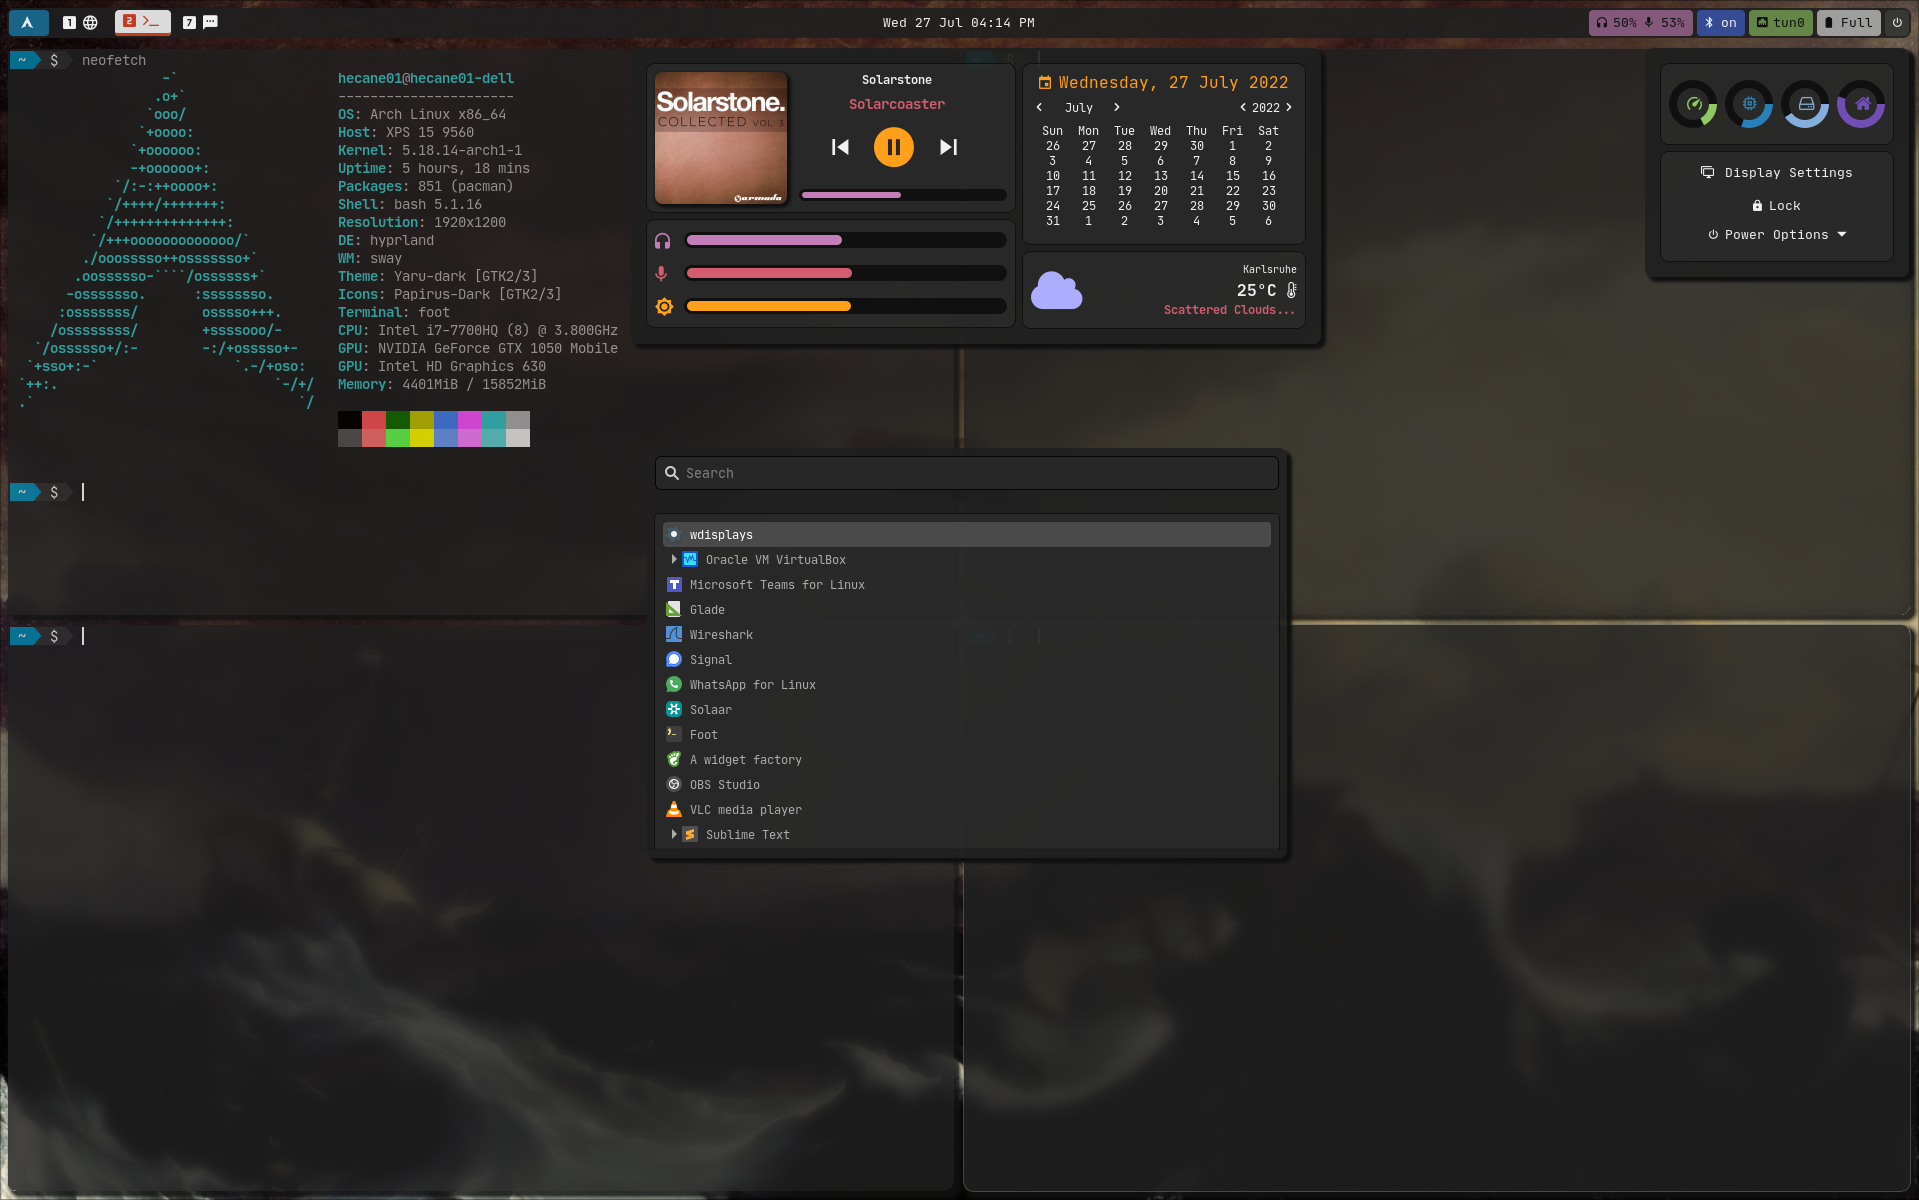 1
2
7
Wed 27 Jul 04:14 PM
50% 53%
on
tun0
Full
~ $ neofetch
-`
.o+`
`ooo/
`+oooo:
`+oooooo:
-+oooooo+:
`/:-:++oooo+:
`/++++/+++++++:
`/++++++++++++++:
`/+++ooooooooooooo/`
./ooosssso++osssssso+`
.oossssso-````/ossssss+`
-osssssso.      :ssssssso.
:osssssss/        osssso+++.
/ossssssss/        +ssssooo/-
`/ossssso+/:-        -:/+osssso+-
`+sso+:-`                 `.-/+oso:
`++:.                           `-/+/
.`                                 `/
hecane01@hecane01-dell
----------------------
OS: Arch Linux x86_64
Host: XPS 15 9560
Kernel: 5.18.14-arch1-1
Uptime: 5 hours, 18 mins
Packages: 851 (pacman)
Shell: bash 5.1.16
Resolution: 1920x1200
DE: hyprland
WM: sway
Theme: Yaru-dark [GTK2/3]
Icons: Papirus-Dark [GTK2/3]
Terminal: foot
CPU: Intel i7-7700HQ (8) @ 3.800GHz
GPU: NVIDIA GeForce GTX 1050 Mobile
GPU: Intel HD Graphics 630
Memory: 4401MiB / 15852MiB
~ $
~ $
~ $
~ $
Solarstone.
COLLECTED VOL 3
armada
Solarstone
Solarcoaster
Wednesday, 27 July 2022
July
2022
Sun Mon Tue Wed Thu Fri Sat
26 27 28 29 30 1 2
3 4 5 6 7 8 9
10 11 12 13 14 15 16
17 18 19 20 21 22 23
24 25 26 27 28 29 30
31 1 2 3 4 5 6
Karlsruhe
25°C
Scattered Clouds...
Display Settings
Lock
Power Options
Search
wdisplays
Oracle VM VirtualBox
Microsoft Teams for Linux
Glade
Wireshark
Signal
WhatsApp for Linux
Solaar
Foot
A widget factory
OBS Studio
VLC media player
Sublime Text